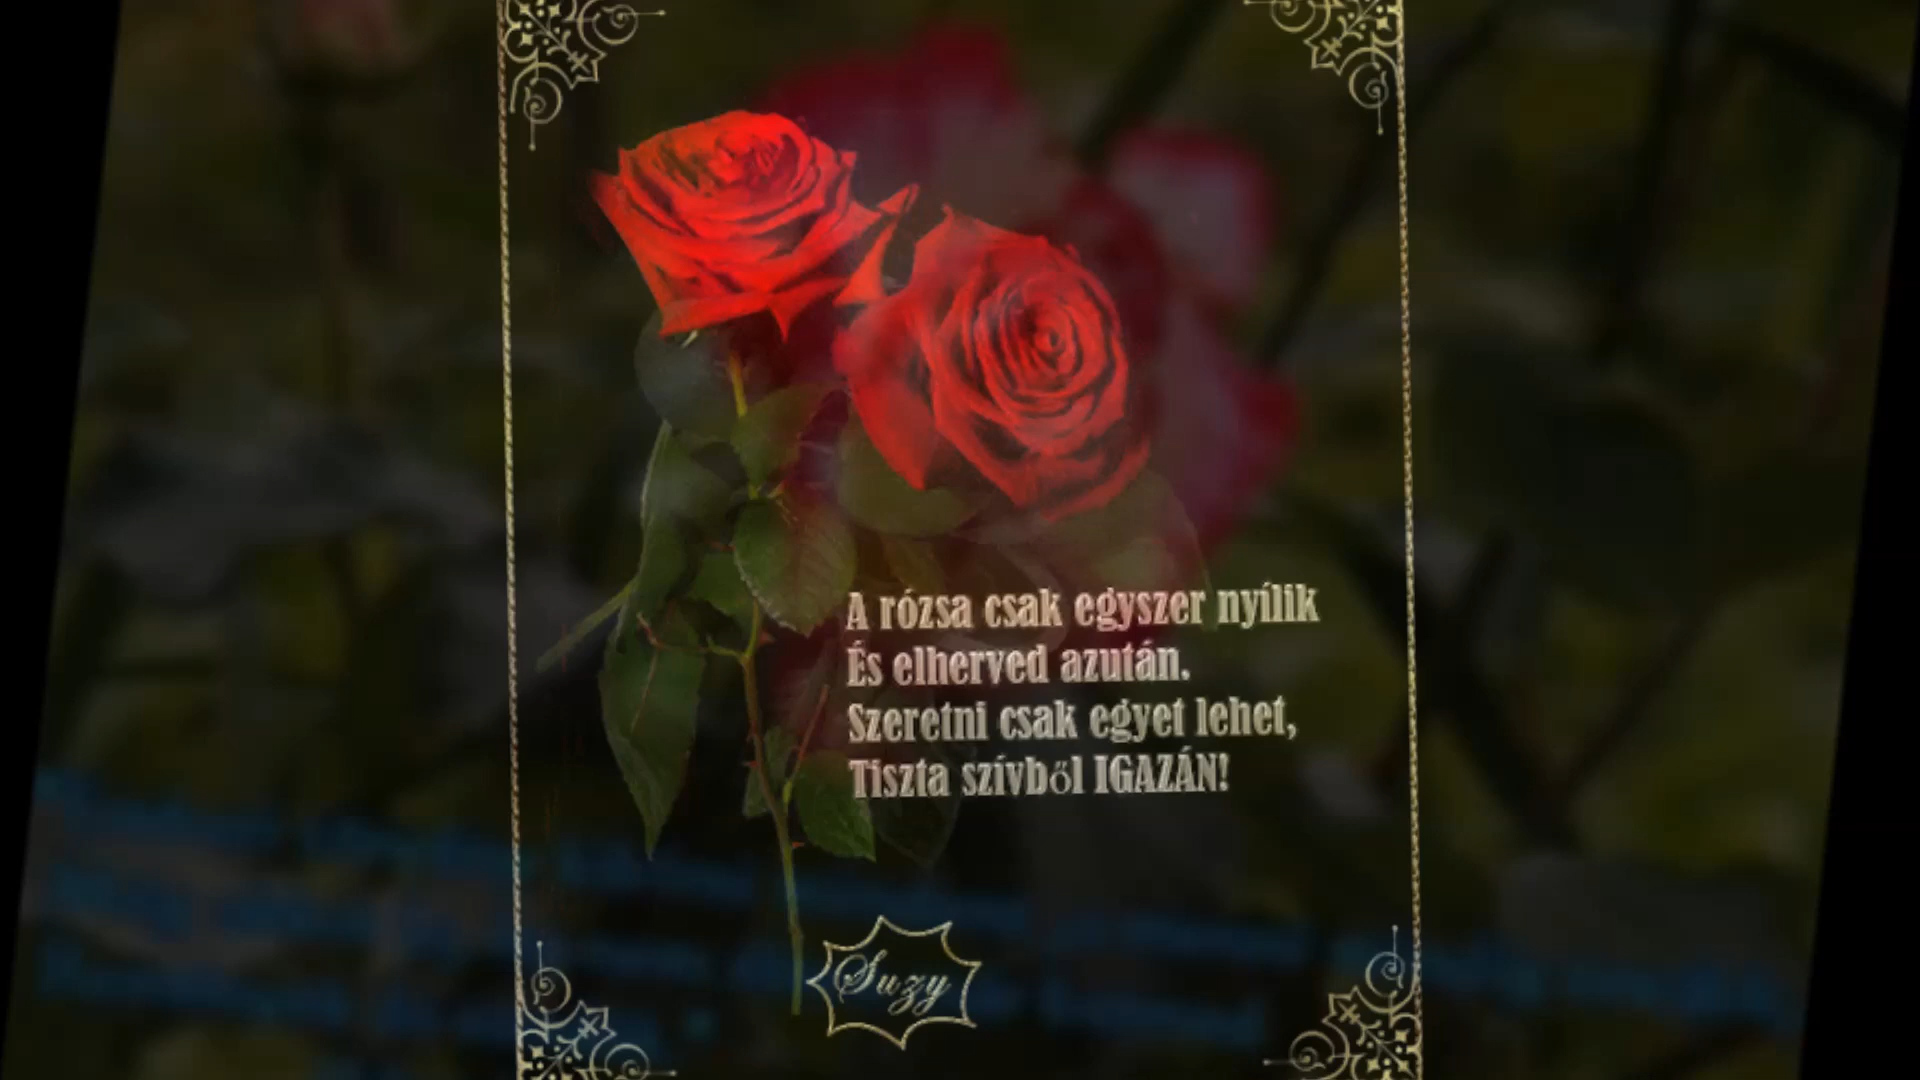 A rózsa csak egyszer nyílik
És elherved azután.
Szeretni csak egyet lehet,
Tiszta szívből IGAZÁN!
Suzy